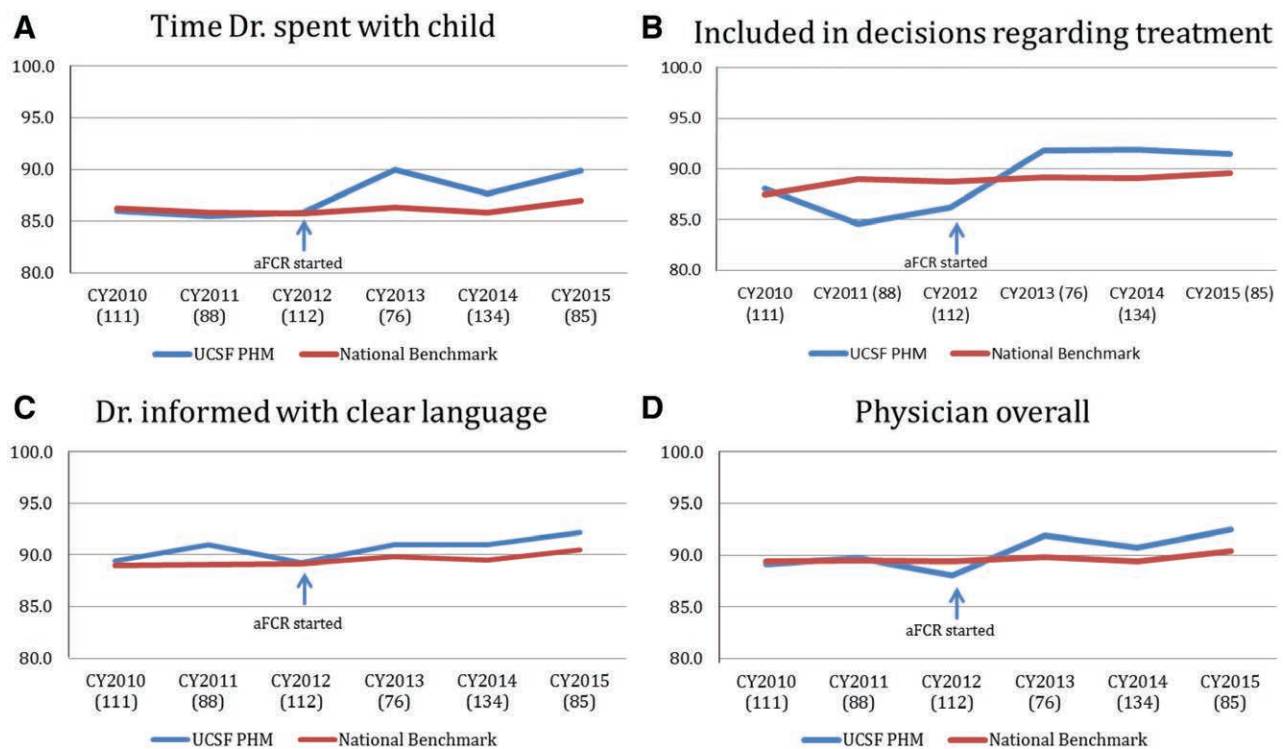 A
Time Dr. spent with child
100.0
95.0
90.0
85.0
80.0
aFCR started
CY2010 CY2011 CY2012 CY2013 CY2014 CY2015
(111) (88) (112) (76) (134) (85)
UCSF PHM National Benchmark
B
Included in decisions regarding treatment
100.0
95.0
90.0
85.0
80.0
aFCR started
CY2010 CY2011 (88) CY2012 CY2013 (76) CY2014 CY2015 (85)
(111) (112) (134)
UCSF PHM National Benchmark
C
Dr. informed with clear language
100.0
95.0
90.0
85.0
80.0
aFCR started
CY2010 CY2011 CY2012 CY2013 CY2014 CY2015
(111) (88) (112) (76) (134) (85)
UCSF PHM National Benchmark
D
Physician overall
100.0
95.0
90.0
85.0
80.0
aFCR started
CY2010 CY2011 CY2012 CY2013 CY2014 CY2015
(111) (88) (112) (76) (134) (85)
UCSF PHM National Benchmark